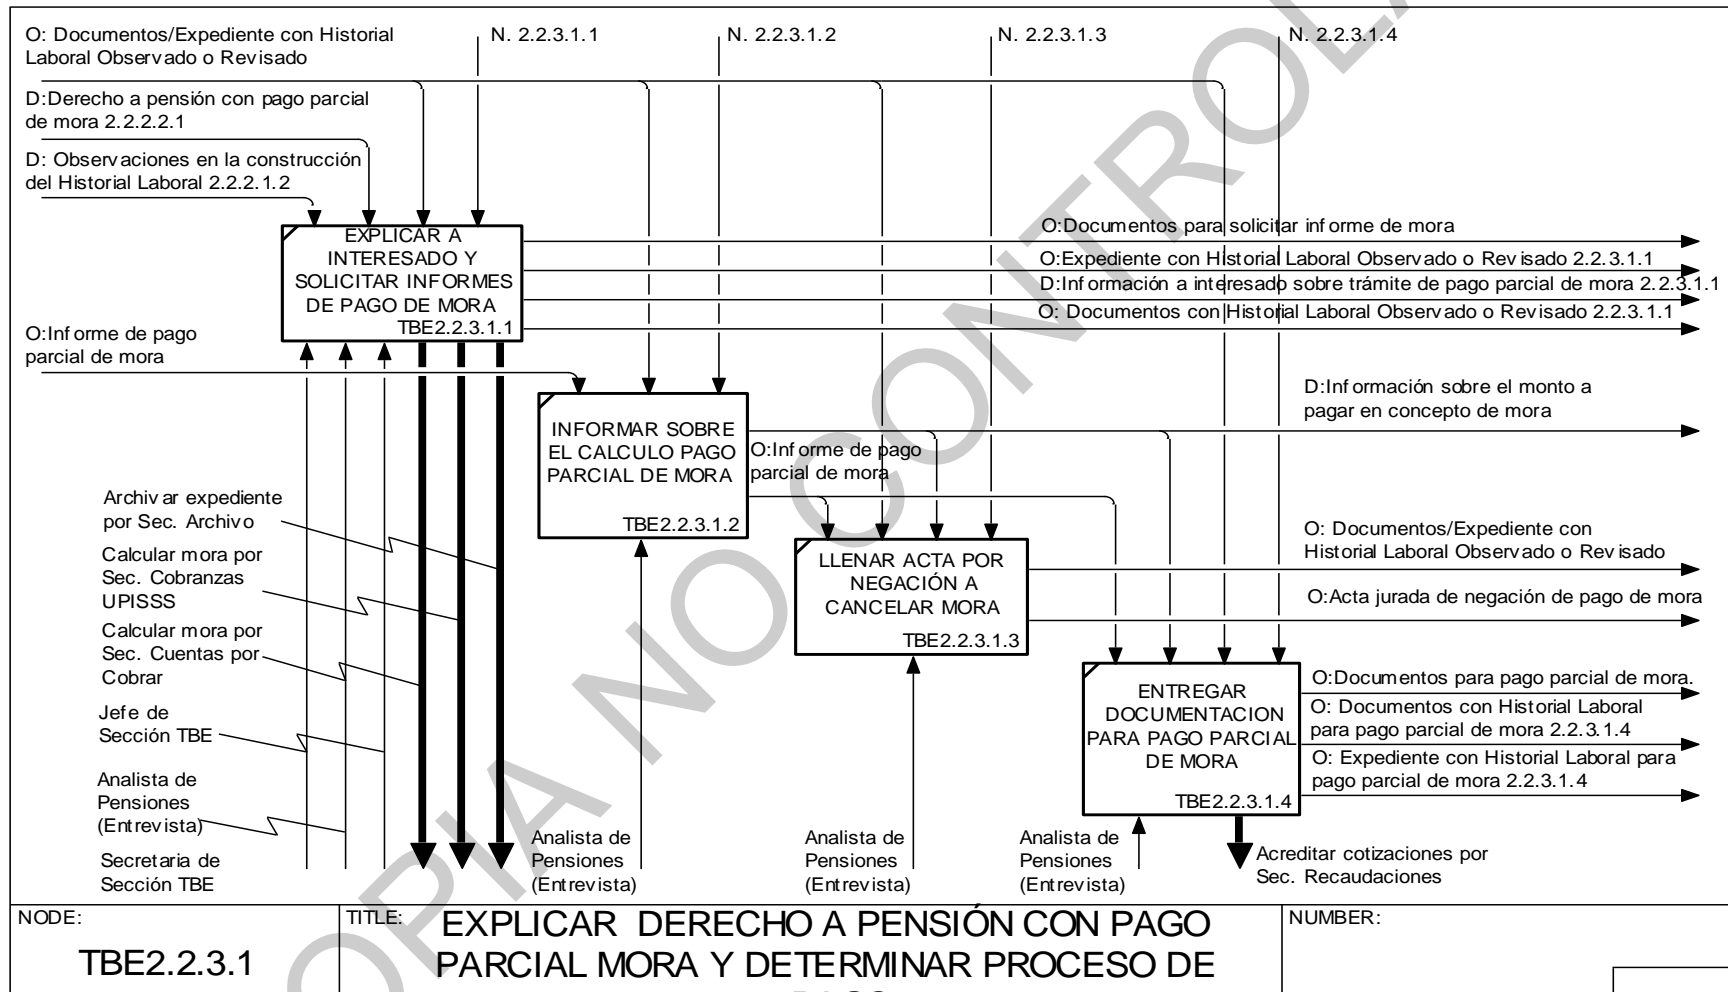 O: Documentos/Expediente con Historial
Laboral Observado o Revisado
N. 2.2.3.1.1
N. 2.2.3.1.2
N. 2.2.3.1.3
N. 2.2.3.1.4
D:Derecho a pensión con pago parcial
de mora 2.2.2.2.1
D: Observaciones en la construcción
del Historial Laboral 2.2.2.1.2
EXPLICAR A
INTERESADO Y
SOLICITAR INFORMES
DE PAGO DE MORA
TBE2.2.3.1.1
O:Documentos para solicitar informe de mora
O:Expediente con Historial Laboral Observado o Revisado 2.2.3.1.1
D:Información a interesado sobre trámite de pago parcial de mora 2.2.3.1.1
O: Documentos con Historial Laboral Observado o Revisado 2.2.3.1.1
O:Informe de pago
parcial de mora
INFORMAR SOBRE
EL CALCULO PAGO
PARCIAL DE MORA
TBE2.2.3.1.2
D:Información sobre el monto a
pagar en concepto de mora
O:Informe de pago
parcial de mora
LLENAR ACTA POR
NEGACIÓN A
CANCELAR MORA
TBE2.2.3.1.3
O: Documentos/Expediente con
Historial Laboral Observado o Revisado
O:Acta jurada de negación de pago de mora
ENTREGAR
DOCUMENTACION
PARA PAGO PARCIAL
DE MORA
TBE2.2.3.1.4
O:Documentos para pago parcial de mora.
O: Documentos con Historial Laboral
para pago parcial de mora 2.2.3.1.4
O: Expediente con Historial Laboral para
pago parcial de mora 2.2.3.1.4
Archivar expediente
por Sec. Archivo
Calcular mora por
Sec. Cobranzas
UPISSS
Calcular mora por
Sec. Cuentas por
Cobrar
Jefe de
Sección TBE
Analista de
Pensiones
(Entrevista)
Secretaria de
Sección TBE
Analista de
Pensiones
(Entrevista)
Analista de
Pensiones
(Entrevista)
Analista de
Pensiones
(Entrevista)
Acreditar cotizaciones por
Sec. Recaudaciones
NODE:
TBE2.2.3.1
TITLE:
EXPLICAR DERECHO A PENSIÓN CON PAGO
PARCIAL MORA Y DETERMINAR PROCESO DE
NUMBER:
OPIA NO CONTROLA